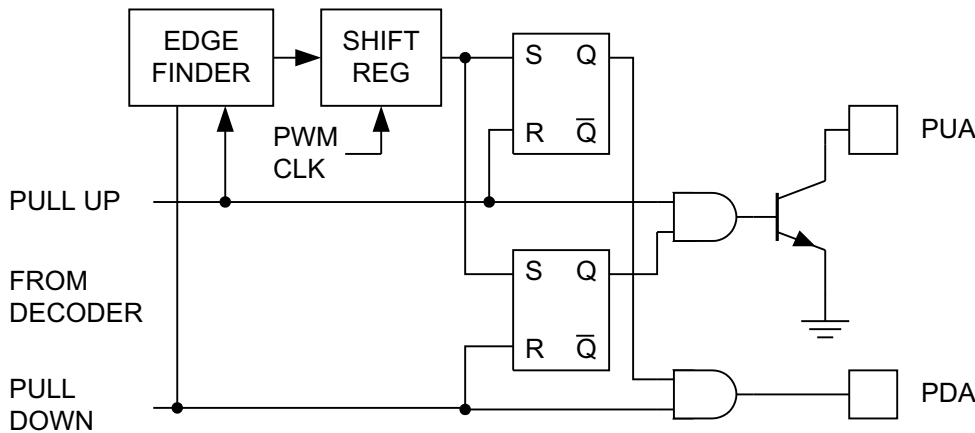 EDGE
FINDER
SHIFT
REG
S Q
R Q̅
PWM
CLK
PUA
PULL UP
FROM
DECODER
S Q
R Q̅
PULL
DOWN
PDA